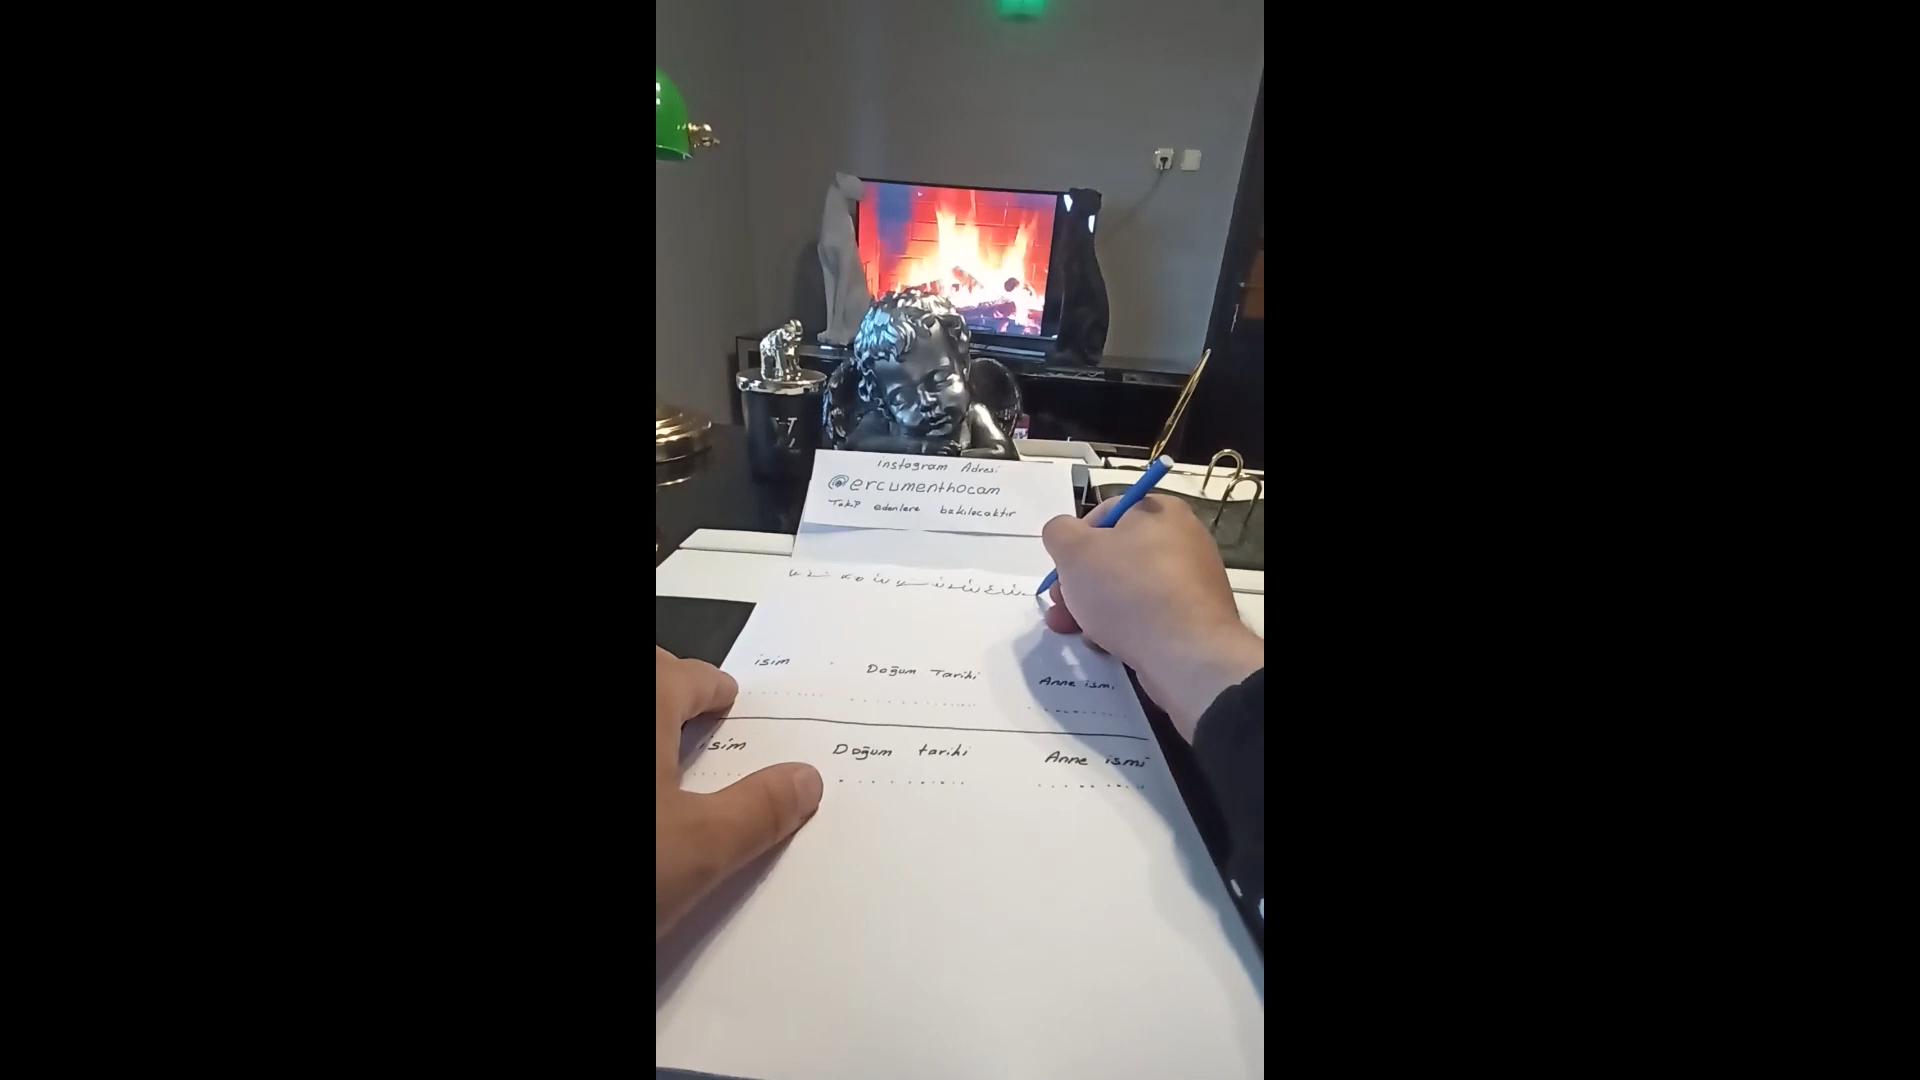 instagram Adresi
@ercumenthocam
Takip edenlere bakılacaktır
isim Doğum Tarihi Anne ismi
isim Doğum tarihi Anne ismi